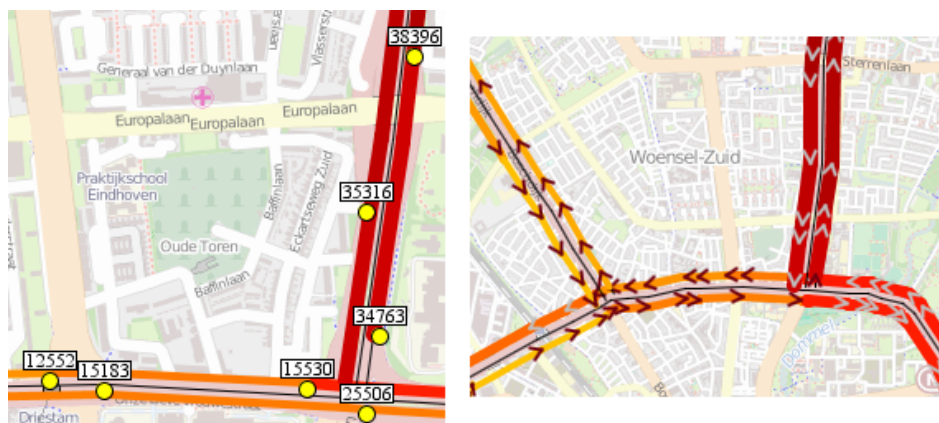 38396
Generaal van der Duynlaan
Europalaan
Europalaan
Europalaan
Praktijkschool
Eindhoven
Baffinlaan
Eckartseweg Zuid
35316
Oude Toren
Baffinlaan
34763
12552
15183
15530
25506
Driestam
Sterrenlaan
Woensel-Zuid
Dommel